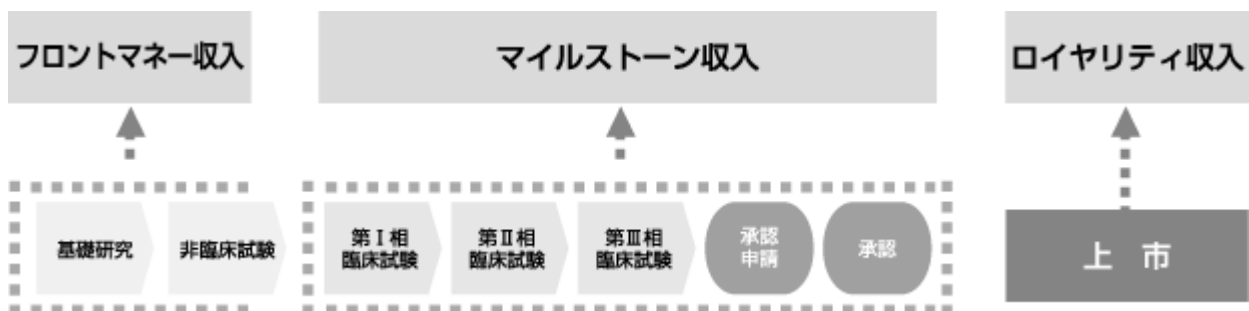 フロントマネー収入
マイルストーン収入
ロイヤリティ収入
基礎研究
非臨床試験
第Ⅰ相
臨床試験
第Ⅱ相
臨床試験
第Ⅲ相
臨床試験
承認
申請
承認
上 市